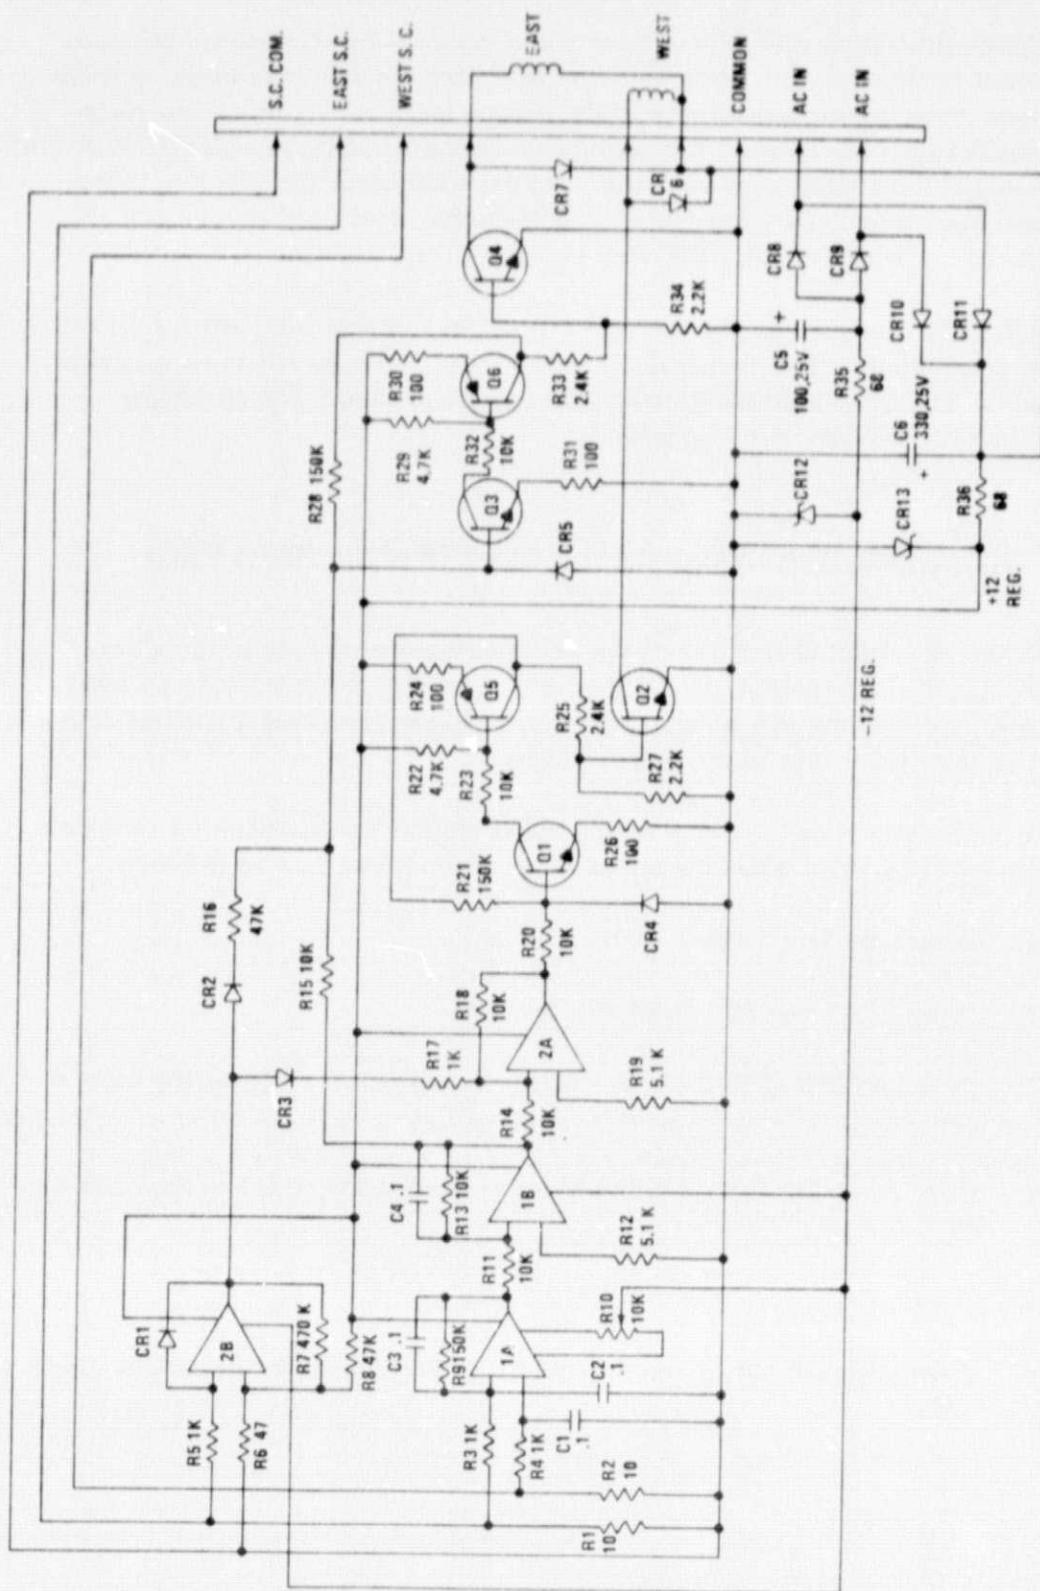 S.C. COM.
EAST S.C.
WEST S.C.
EAST
WEST
COMMON
AC IN
AC IN
CR7
CR
6
Q4
R34
2.2K
CR8
CR9
CR10
CR11
C5
100,25V
+
R35
68
C6
330,25V
+
R36
68
CR12
CR13
+12
REG.
-12 REG.
R30
100
Q6
R33
2.4K
R29
4.7K
R32
10K
R31
100
Q3
CR5
R28 150K
R24
100
Q5
R25
2.4K
Q2
R27
2.2K
R22
4.7K
R23
10K
Q1
R26
100
R21
150K
CR4
R20
10K
R16
47K
CR2
R15 10K
CR3
R18
10K
R17
1K
2A
R19
5.1 K
R14
10K
C4 .1
R13 10K
1B
R12
5.1 K
R11
10K
CR1
2B
R7 470 K
R8 47K
C3 .1
R9150K
1A
R10
10K
C2
.1
C1
.1
R5 1K
R6 47
R3 1K
R4 1K
R2
10
R1
10